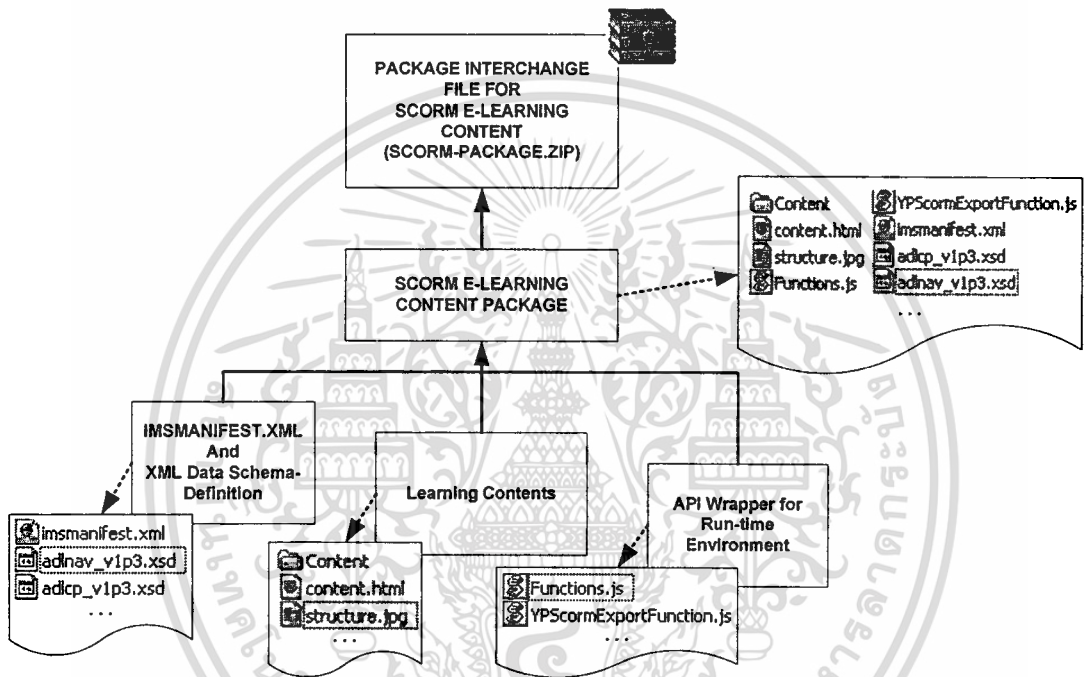 PACKAGE INTERCHANGE
FILE FOR
SCORM E-LEARNING
CONTENT
(SCORM-PACKAGE.ZIP)
Content
content.html
structure.jpg
Functions.js
YPScormExportFunction.js
imsmanifest.xml
adlcp_v1p3.xsd
adlnav_v1p3.xsd
...
SCORM E-LEARNING
CONTENT PACKAGE
IMSMANIFEST.XML
And
XML Data Schema-
Definition
imsmanifest.xml
adlnav_v1p3.xsd
adlcp_v1p3.xsd
...
Learning Contents
Content
content.html
structure.jpg
...
API Wrapper for
Run-time
Environment
Functions.js
YPScormExportFunction.js
...